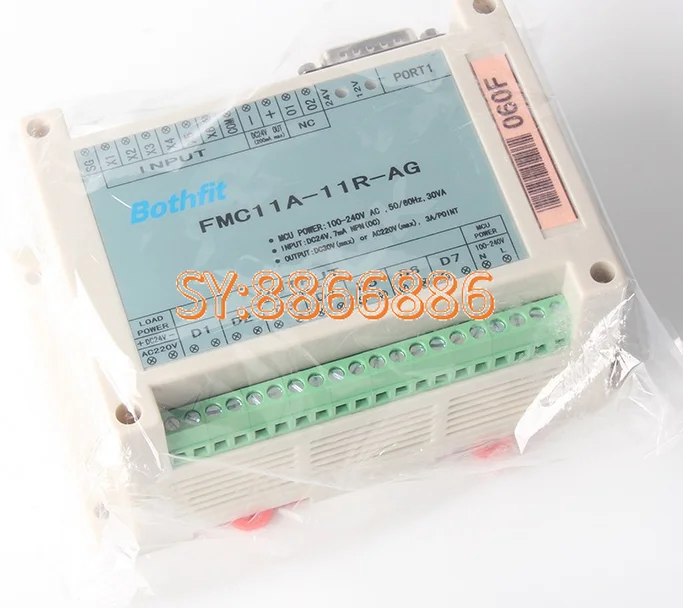 PORT1
24V
12V
060F
SG X1 X2 X3 X4 X6 COM - + 01 02
DC24V OUT
(200mA max)
NC
INPUT
Bothfit
FMC11A-11R-AG
• MCU POWER:100-240V AC ,50/60Hz,30VA
• INPUT:DC24V,7mA NPN(OC)
• OUTPUT:DC30V(max) or AC220V(max), 3A/POINT
SY:8866886
LOAD
POWER
+DC24V-
AC220V
D1 D2 D7
MCU
POWER
100-240V
N L